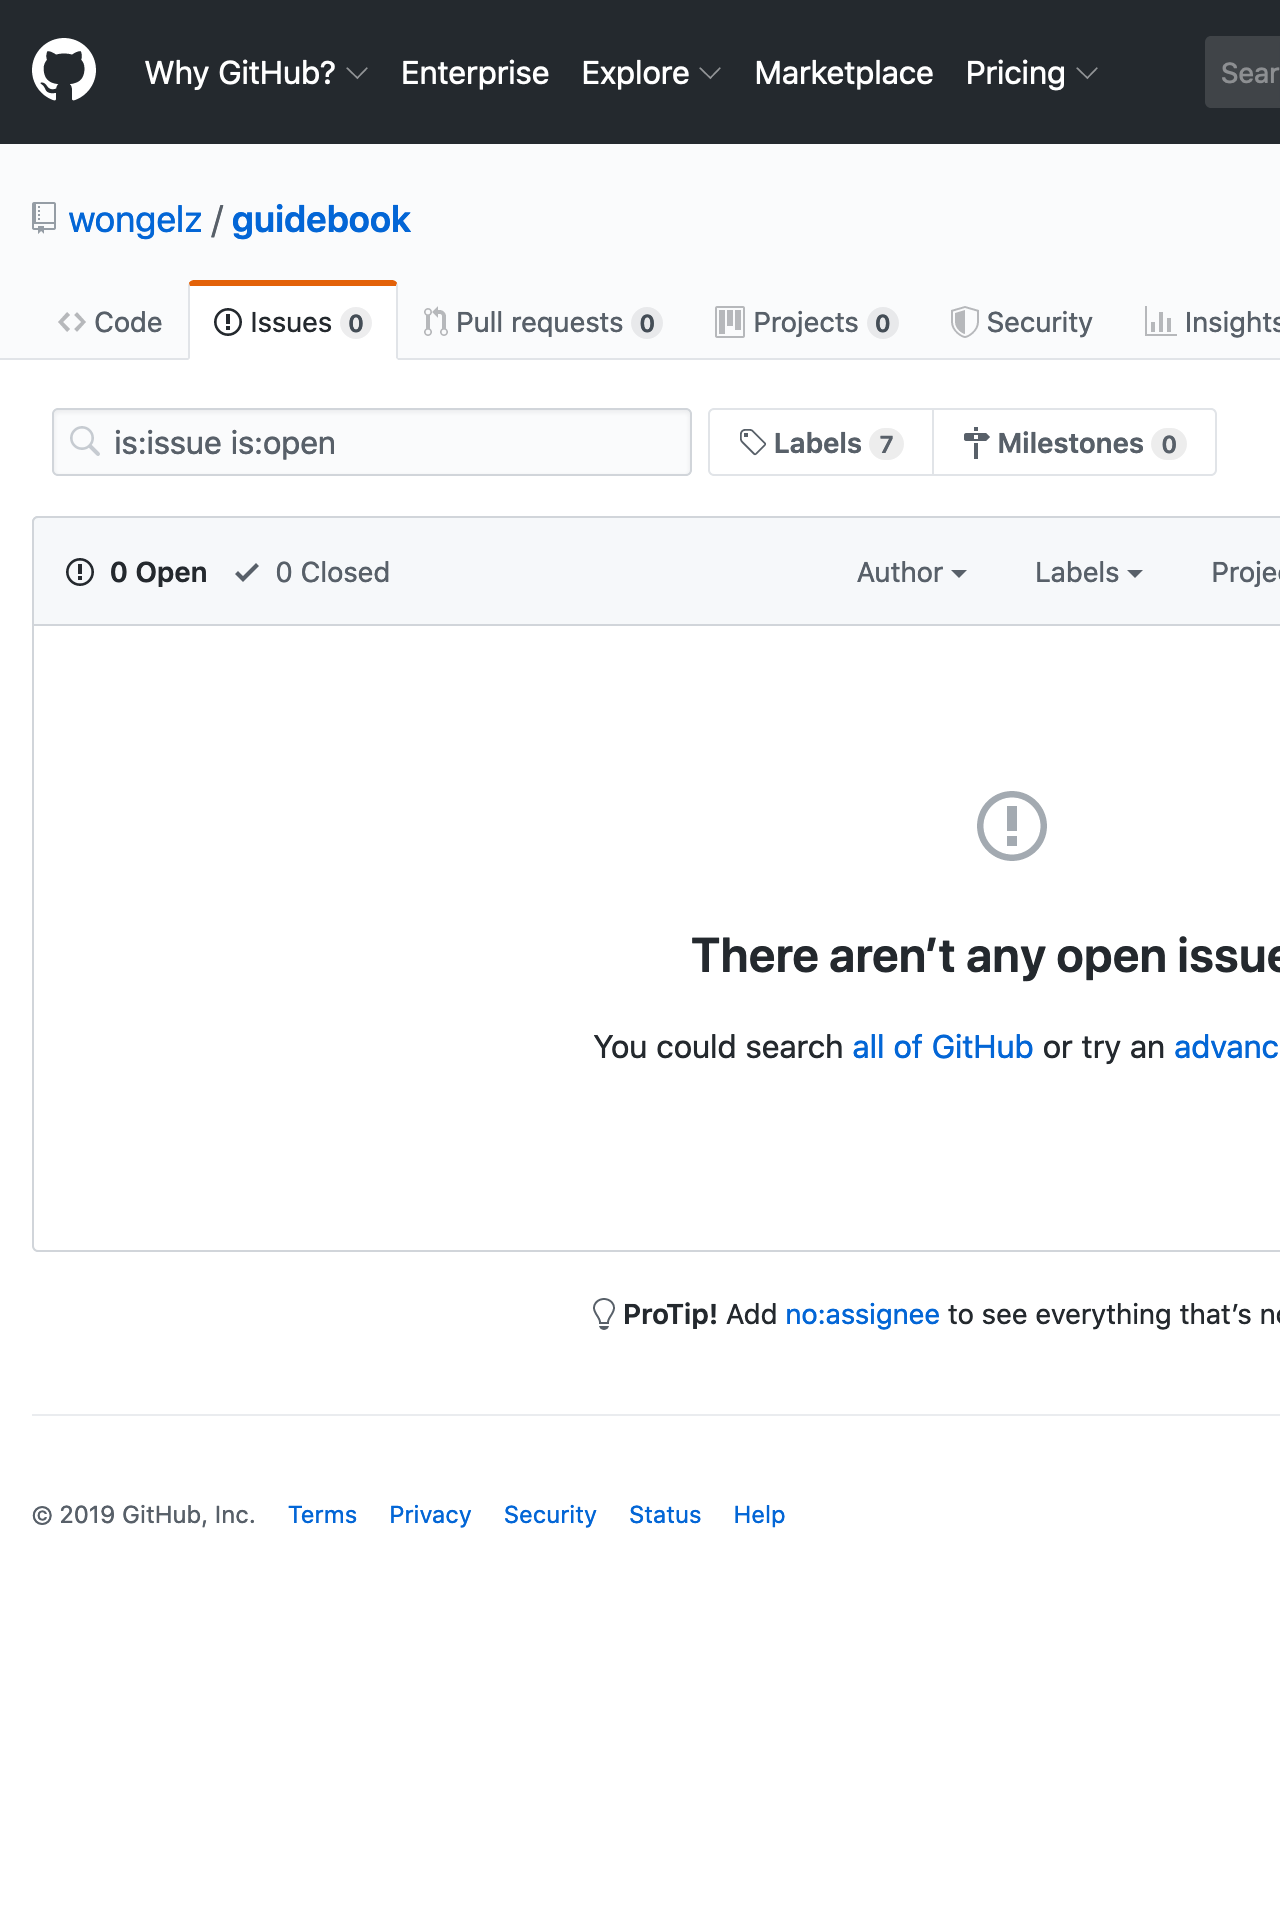 Why GitHub? Enterprise Explore Marketplace Pricing Sear
wongelz / guidebook
Code Issues 0 Pull requests 0 Projects 0 Security Insights
is:issue is:open Labels 7 Milestones 0
0 Open 0 Closed Author Labels Projec
There aren’t any open issue
You could search all of GitHub or try an advanc
ProTip! Add no:assignee to see everything that’s no
© 2019 GitHub, Inc. Terms Privacy Security Status Help